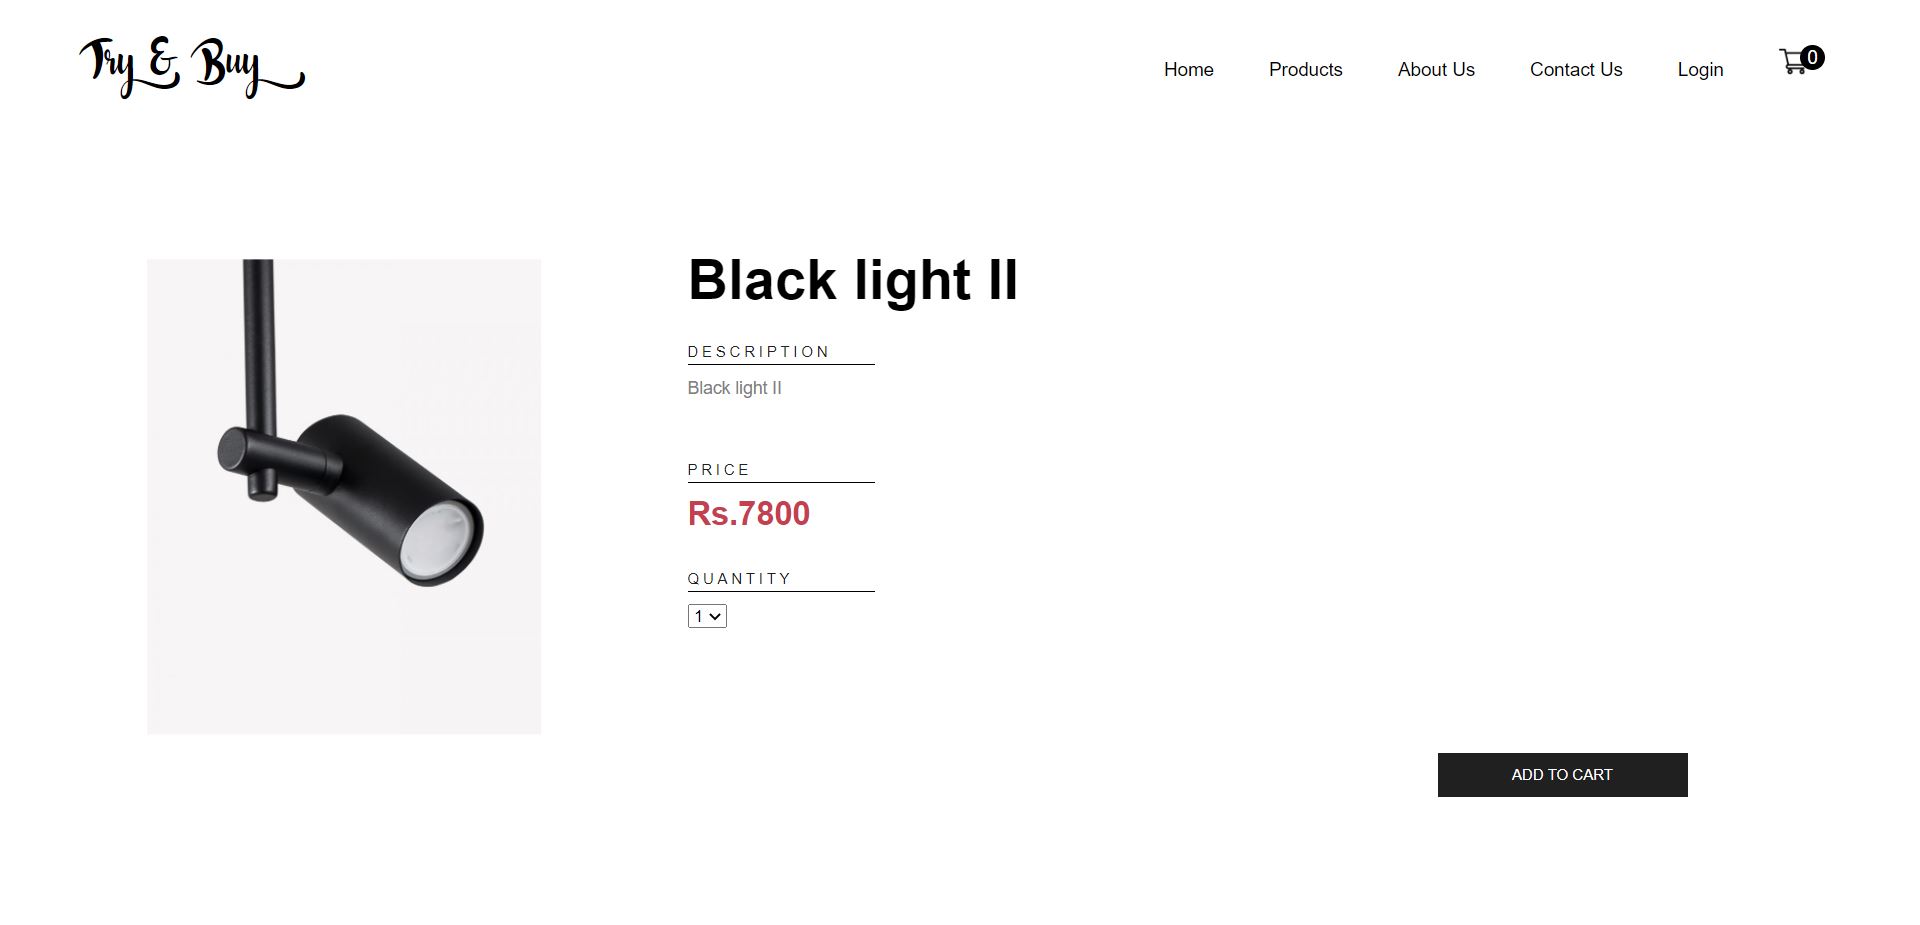 Try & Buy
Home Products About Us Contact Us Login 0
Black light II
DESCRIPTION
Black light II
PRICE
Rs.7800
QUANTITY
1
ADD TO CART